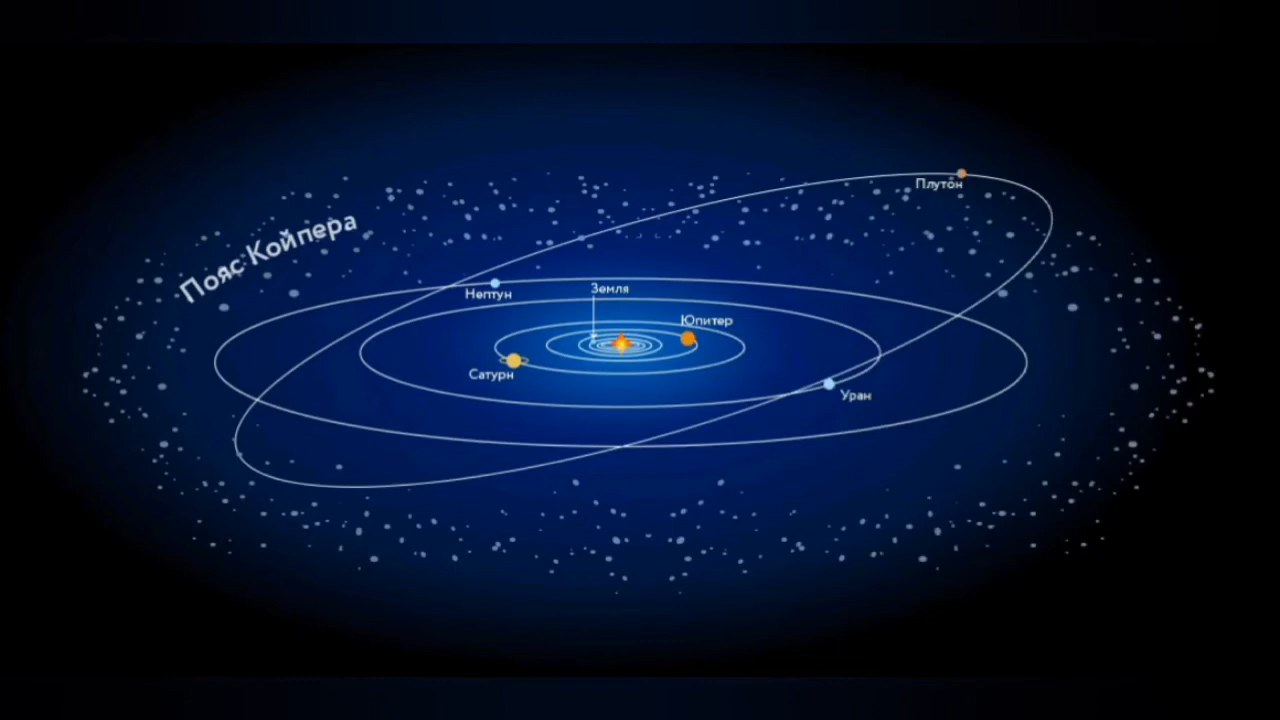 Плутон
Пояс Койпера
Нептун
Земля
Юпитер
Сатурн
Уран